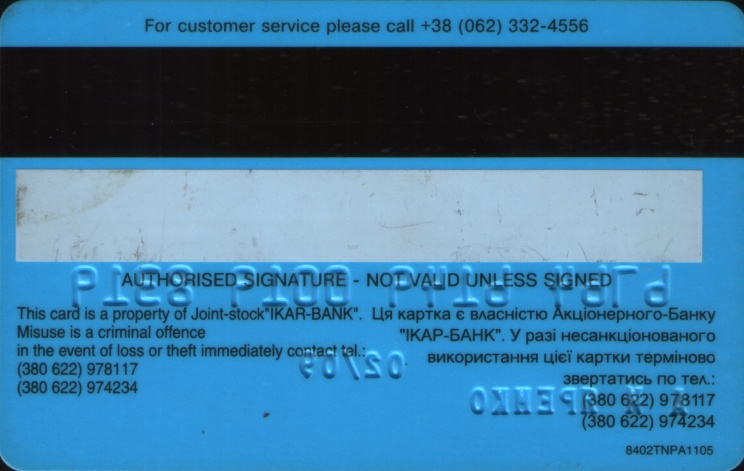 For customer service please call +38 (062) 332-4556
AUTHORISED SIGNATURE - NOT VALID UNLESS SIGNED
This card is a property of Joint-stock"IKAR-BANK".
Misuse is a criminal offence
in the event of loss or theft immediately contact tel.:
(380 622) 978117
(380 622) 974234
Ця картка є власністю Акціонерного-Банку
"ІКАР-БАНК". У разі несанкціонованого
використання цієї картки терміново
звертатись по тел.:
(380 622) 978117
(380 622) 974234
8402TNPA1105
02/09